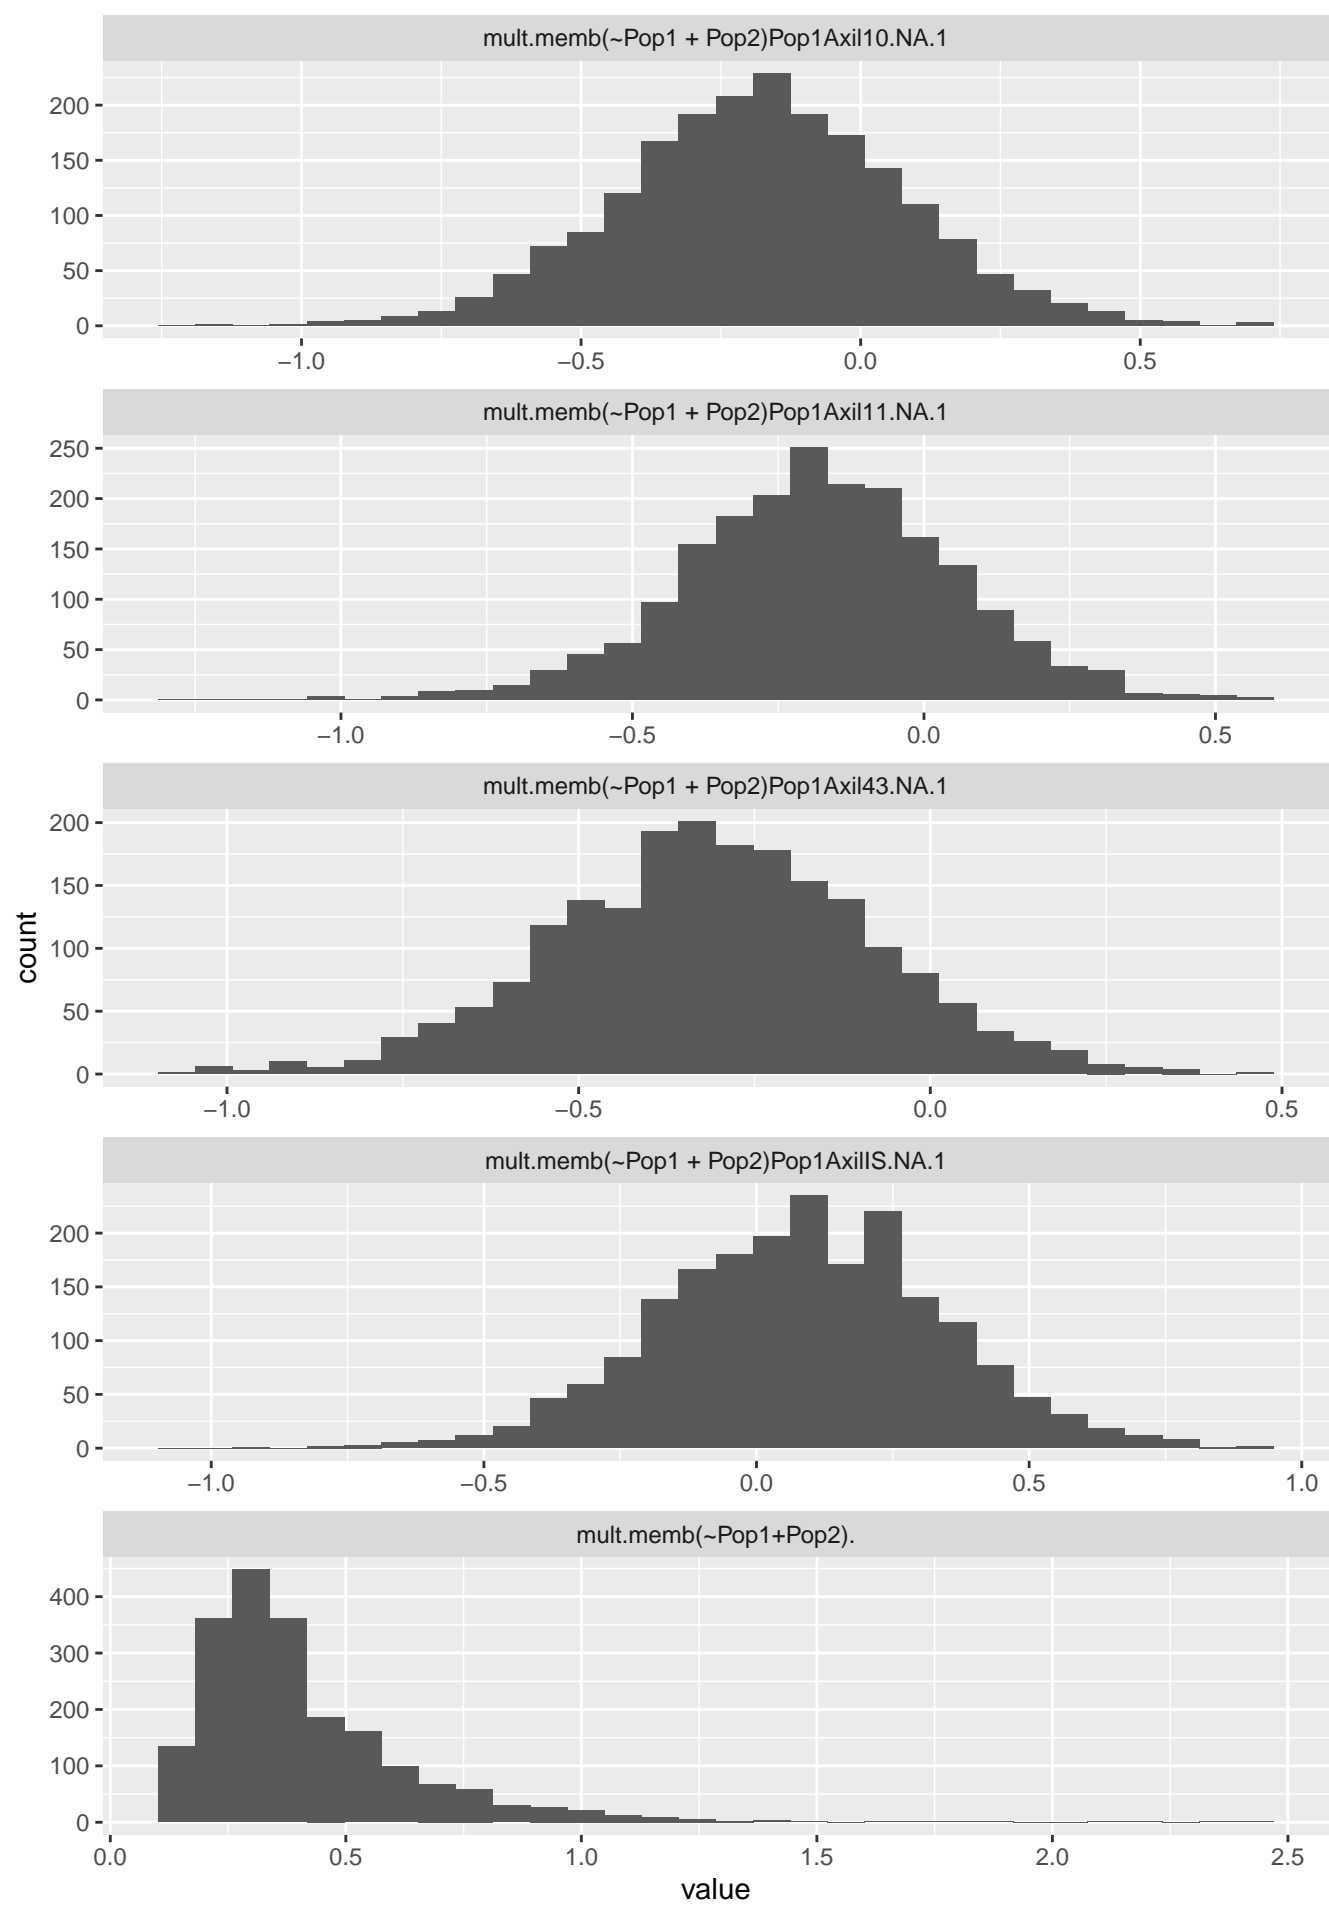 mult.memb(~Pop1 + Pop2)Pop1Axil10.NA.1
200
150
100
50
0
−1.0 −0.5 0.0 0.5
mult.memb(~Pop1 + Pop2)Pop1Axil11.NA.1
250
200
150
100
50
0
−1.0 −0.5 0.0 0.5
mult.memb(~Pop1 + Pop2)Pop1Axil43.NA.1
200
150
100
50
0
−1.0 −0.5 0.0 0.5
count
mult.memb(~Pop1 + Pop2)Pop1AxilIS.NA.1
200
150
100
50
0
−1.0 −0.5 0.0 0.5 1.0
mult.memb(~Pop1+Pop2).
400
300
200
100
0
0.0 0.5 1.0 1.5 2.0 2.5
value